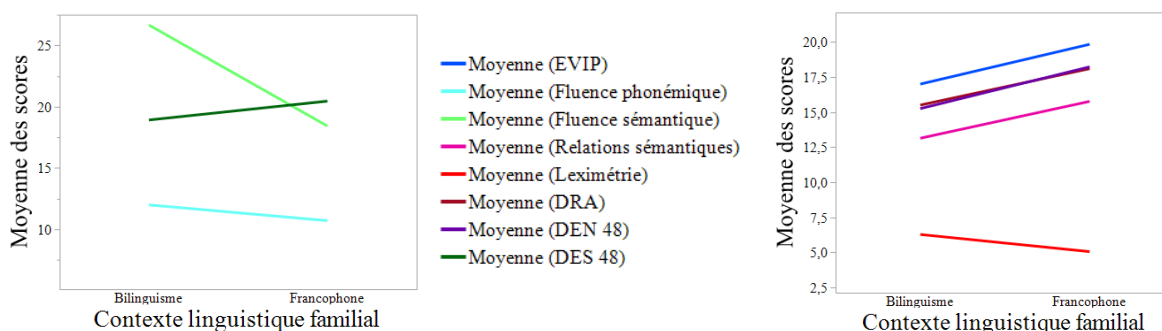 Moyenne des scores
25
20
15
10
Bilinguisme
Francophone
Contexte linguistique familial
Moyenne (EVIP)
Moyenne (Fluence phonémique)
Moyenne (Fluence sémantique)
Moyenne (Relations sémantiques)
Moyenne (Leximétrie)
Moyenne (DRA)
Moyenne (DEN 48)
Moyenne (DES 48)
Moyenne des scores
20,0
17,5
15,0
12,5
10,0
7,5
5,0
2,5
Bilinguisme
Francophone
Contexte linguistique familial